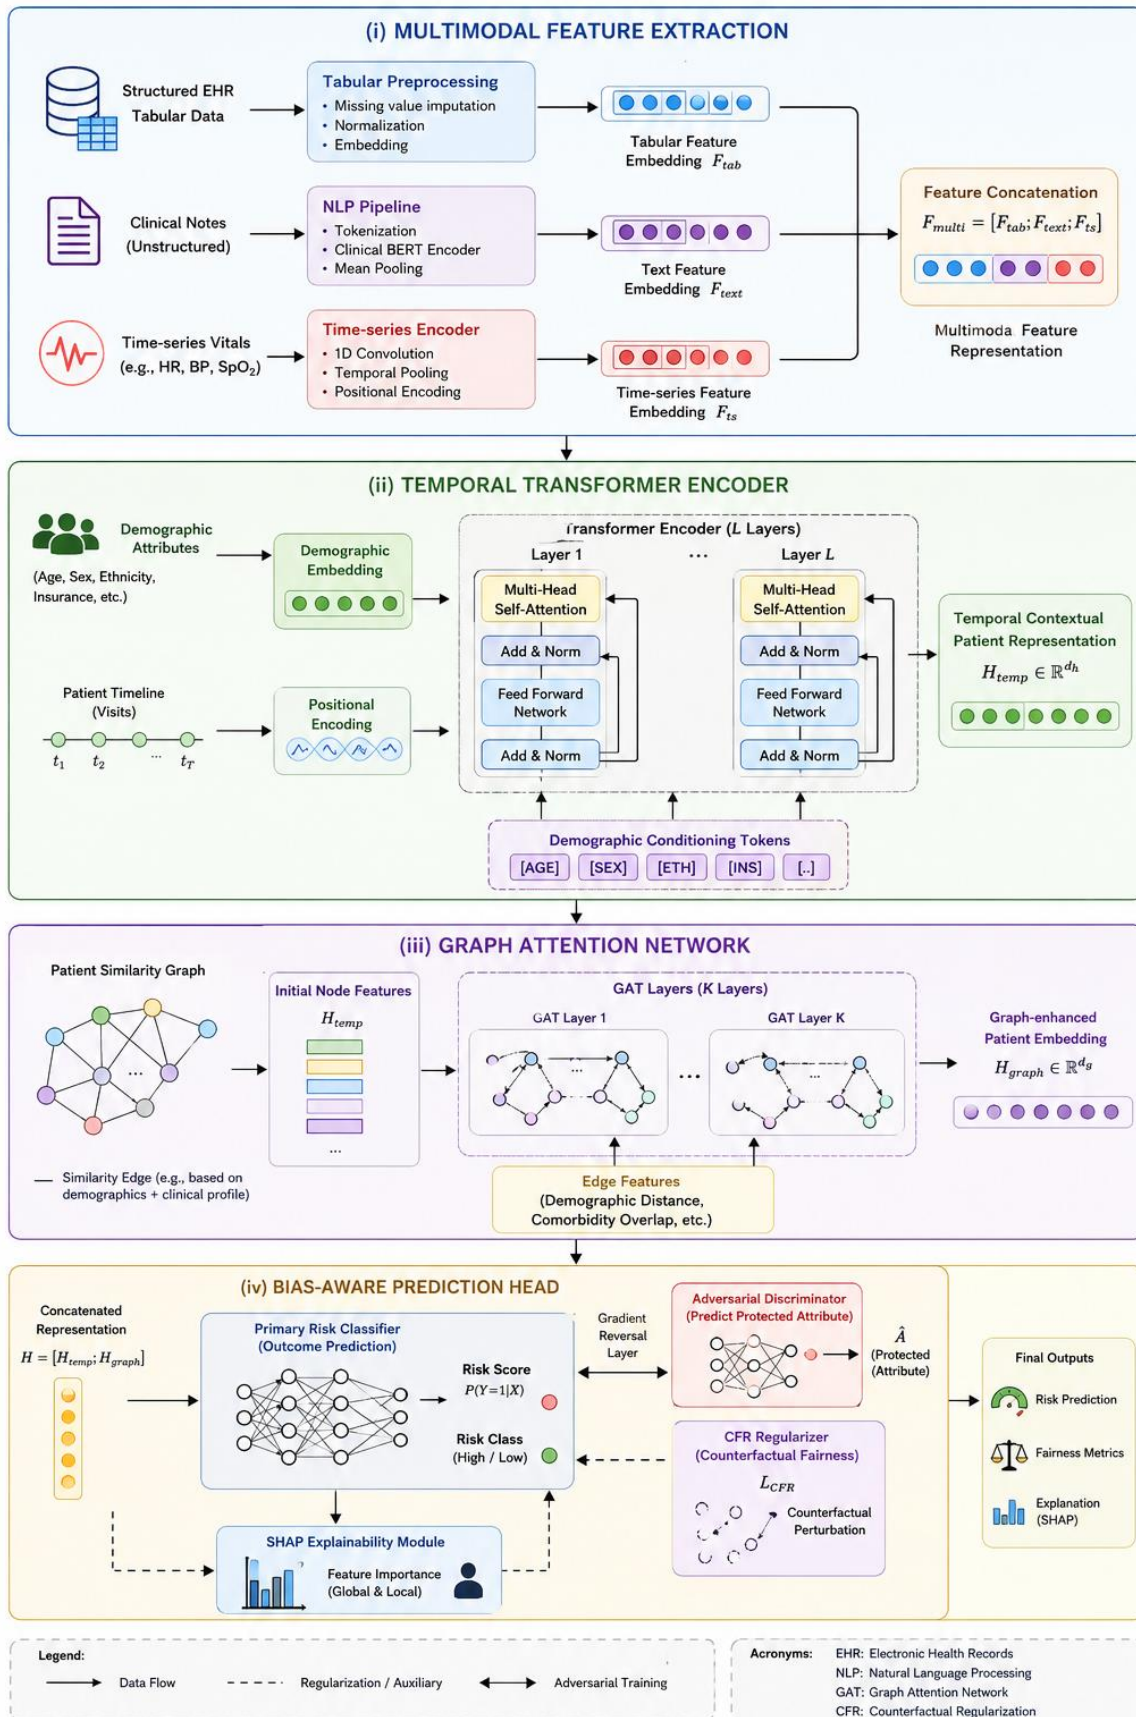 (i) MULTIMODAL FEATURE EXTRACTION
Structured EHR
Tabular Data
Tabular Preprocessing
• Missing value imputation
• Normalization
• Embedding
Tabular Feature
Embedding F_tab
Clinical Notes
(Unstructured)
NLP Pipeline
• Tokenization
• Clinical BERT Encoder
• Mean Pooling
Text Feature
Embedding F_text
Time-series Vitals
(e.g., HR, BP, SpO₂)
Time-series Encoder
• 1D Convolution
• Temporal Pooling
• Positional Encoding
Time-series Feature
Embedding F_ts
Feature Concatenation
F_multi = [F_tab; F_text; F_ts]
Multimoda Feature
Representation
(ii) TEMPORAL TRANSFORMER ENCODER
Demographic
Attributes
(Age, Sex, Ethnicity,
Insurance, etc.)
Demographic
Embedding
Patient Timeline
(Visits)
t₁ t₂ ... t_T
Positional
Encoding
Transformer Encoder (L Layers)
Layer 1 ... Layer L
Multi-Head
Self-Attention
Add & Norm
Feed Forward
Network
Add & Norm
Multi-Head
Self-Attention
Add & Norm
Feed Forward
Network
Add & Norm
Demographic Conditioning Tokens
[AGE] [SEX] [ETH] [INS] [..]
Temporal Contextual
Patient Representation
H_temp ∈ ℝ^dh
(iii) GRAPH ATTENTION NETWORK
Patient Similarity Graph
...
— Similarity Edge (e.g., based on
demographics + clinical profile)
Initial Node Features
H_temp
...
GAT Layers (K Layers)
GAT Layer 1
...
...
GAT Layer K
...
Edge Features
(Demographic Distance,
Comorbidity Overlap, etc.)
Graph-enhanced
Patient Embedding
H_graph ∈ ℝ^dg
(iv) BIAS-AWARE PREDICTION HEAD
Concatenated
Representation
H = [H_temp; H_graph]
Primary Risk Classifier
(Outcome Prediction)
Risk Score
P(Y=1|X)
Risk Class
(High / Low)
Gradient
Reversal
Layer
Adversarial Discriminator
(Predict Protected Attribute)
Â
(Protected
(Attribute)
CFR Regularizer
(Counterfactual Fairness)
L_CFR
Counterfactual
Perturbation
SHAP Explainability Module
Feature Importance
(Global & Local)
Final Outputs
Risk Prediction
Fairness Metrics
Explanation
(SHAP)
Legend:
Data Flow
Regularization / Auxiliary
Adversarial Training
Acronyms:
EHR: Electronic Health Records
NLP: Natural Language Processing
GAT: Graph Attention Network
CFR: Counterfactual Regularization